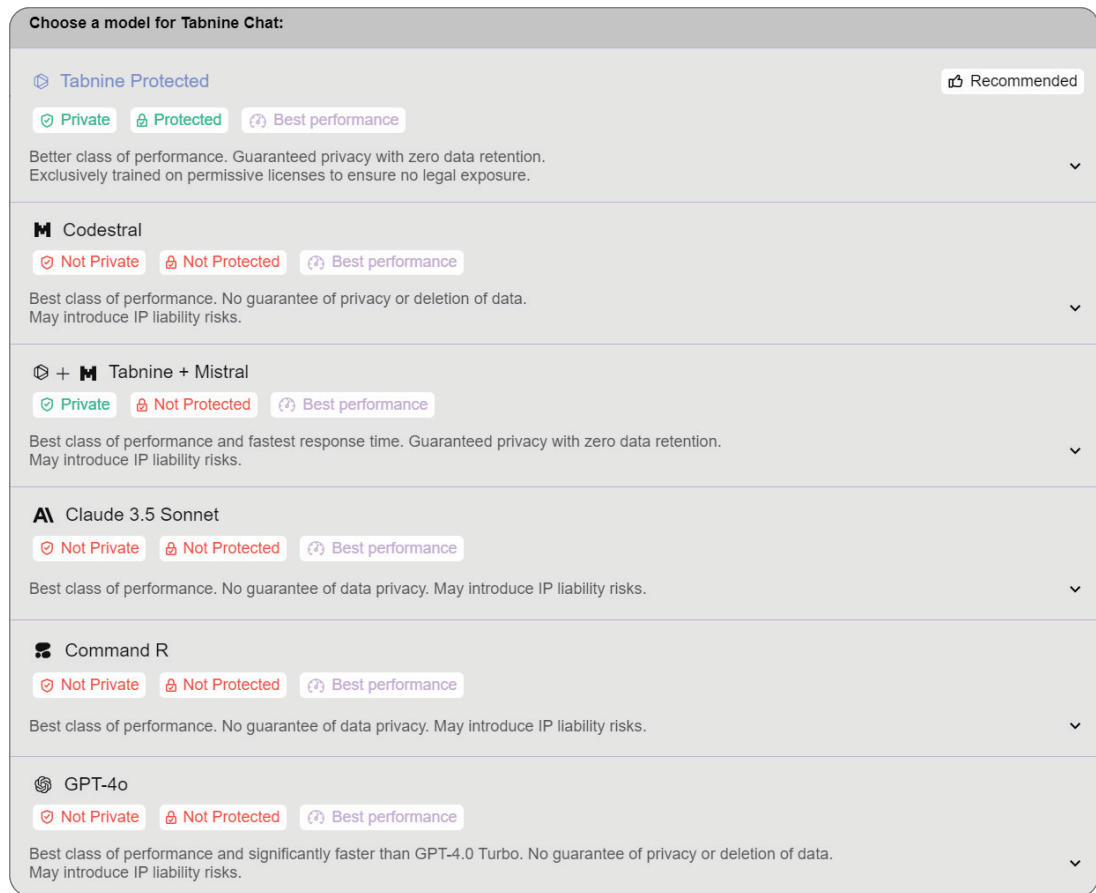 Choose a model for Tabnine Chat:
Tabnine Protected
Recommended
Private Protected Best performance
Better class of performance. Guaranteed privacy with zero data retention.
Exclusively trained on permissive licenses to ensure no legal exposure.
Codestral
Not Private Not Protected Best performance
Best class of performance. No guarantee of privacy or deletion of data.
May introduce IP liability risks.
+ Tabnine + Mistral
Private Not Protected Best performance
Best class of performance and fastest response time. Guaranteed privacy with zero data retention.
May introduce IP liability risks.
Claude 3.5 Sonnet
Not Private Not Protected Best performance
Best class of performance. No guarantee of data privacy. May introduce IP liability risks.
Command R
Not Private Not Protected Best performance
Best class of performance. No guarantee of data privacy. May introduce IP liability risks.
GPT-4o
Not Private Not Protected Best performance
Best class of performance and significantly faster than GPT-4.0 Turbo. No guarantee of privacy or deletion of data.
May introduce IP liability risks.